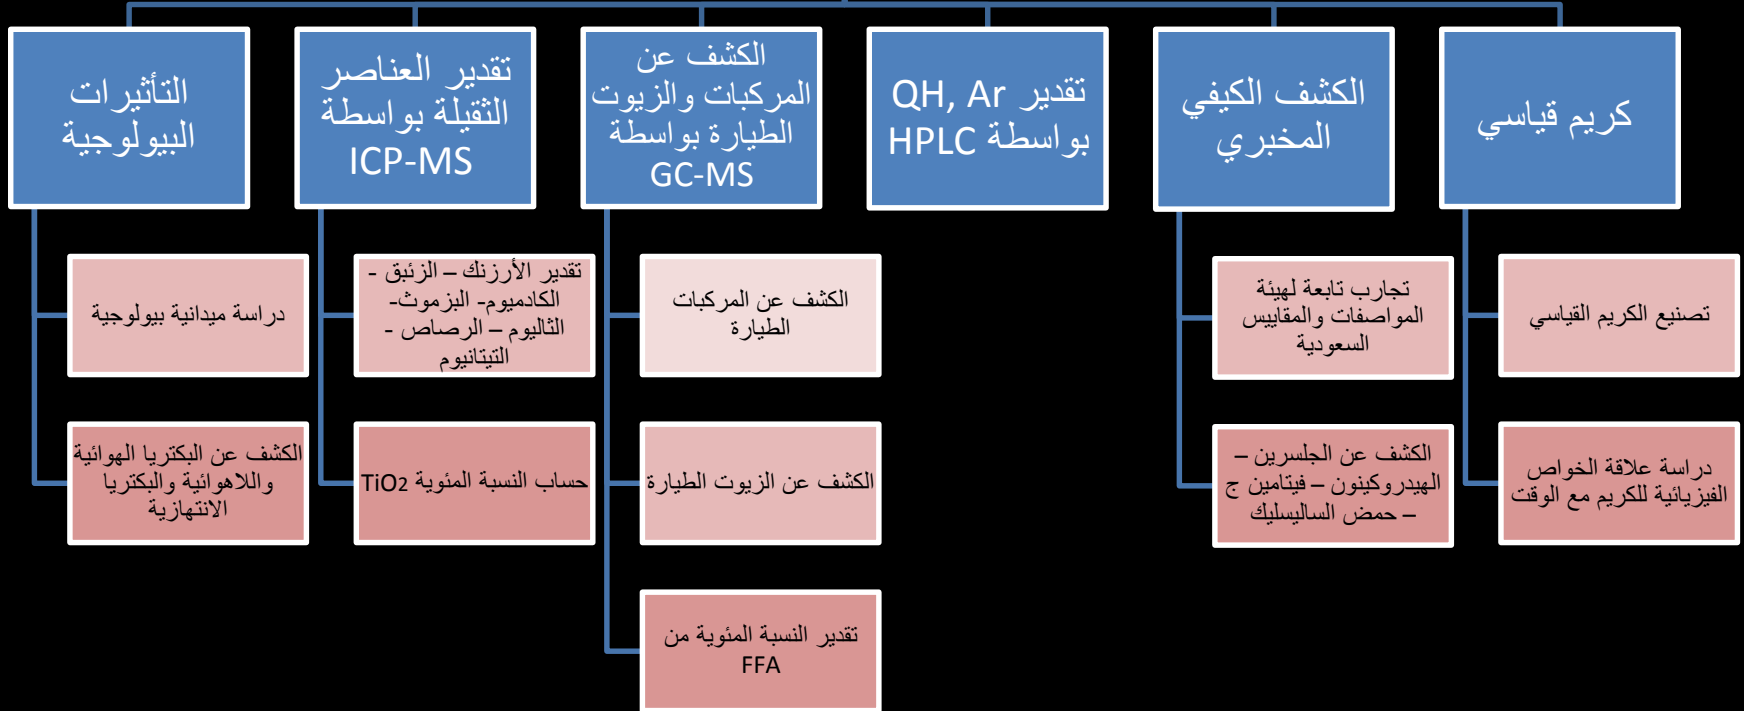 كريم قياسي
الكشف الكيفي
المخبري
تقدير QH, Ar
بواسطة HPLC
الكشف عن
المركبات والزيوت
الطيارة بواسطة
GC-MS
تقدير العناصر
الثقيلة بواسطة
ICP-MS
التأثيرات
البيولوجية
تصنيع الكريم القياسي
دراسة علاقة الخواص
الفيزيائية للكريم مع الوقت
تجارب تابعة لهيئة
المواصفات والمقاييس
السعودية
الكشف عن الجلسرين –
الهيدروكينون – فيتامين ج
– حمض الساليسليك
الكشف عن المركبات
الطيارة
الكشف عن الزيوت الطيارة
تقدير النسبة المئوية من
FFA
تقدير الأرزنك – الزئبق -
الكادميوم- البزموث-
الثاليوم – الرصاص -
التيتانيوم
حساب النسبة المئوية TiO2
دراسة ميدانية بيولوجية
الكشف عن البكتريا الهوائية
واللاهوائية والبكتريا
الانتهازية